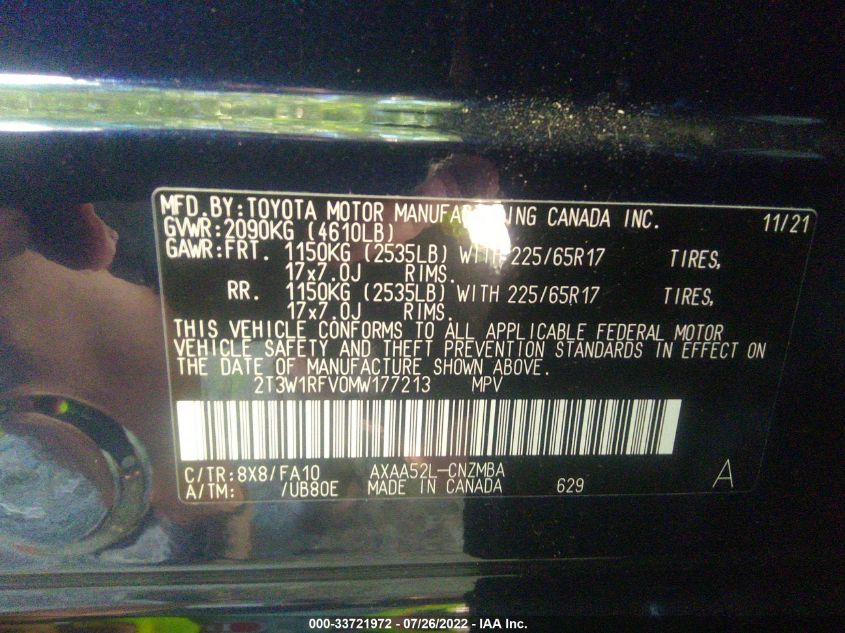 MFD.BY:TOYOTA MOTOR MANUFACTURING CANADA INC. 11/21
GVWR:2090KG (4610LB)
GAWR:FRT. 1150KG (2535LB) WITH 225/65R17 TIRES,
17x7.0J RIMS.
RR. 1150KG (2535LB) WITH 225/65R17 TIRES,
17x7.0J RIMS.
THIS VEHICLE CONFORMS TO ALL APPLICABLE FEDERAL MOTOR
VEHICLE SAFETY AND THEFT PREVENTION STANDARDS IN EFFECT ON
THE DATE OF MANUFACTURE SHOWN ABOVE.
2T3W1RFV0MW177213 MPV
C/TR:8X8/FA10 AXAA52L-CNZMBA
A/TM: /UB80E MADE IN CANADA 629 A
000-33721972 - 07/26/2022 - IAA Inc.